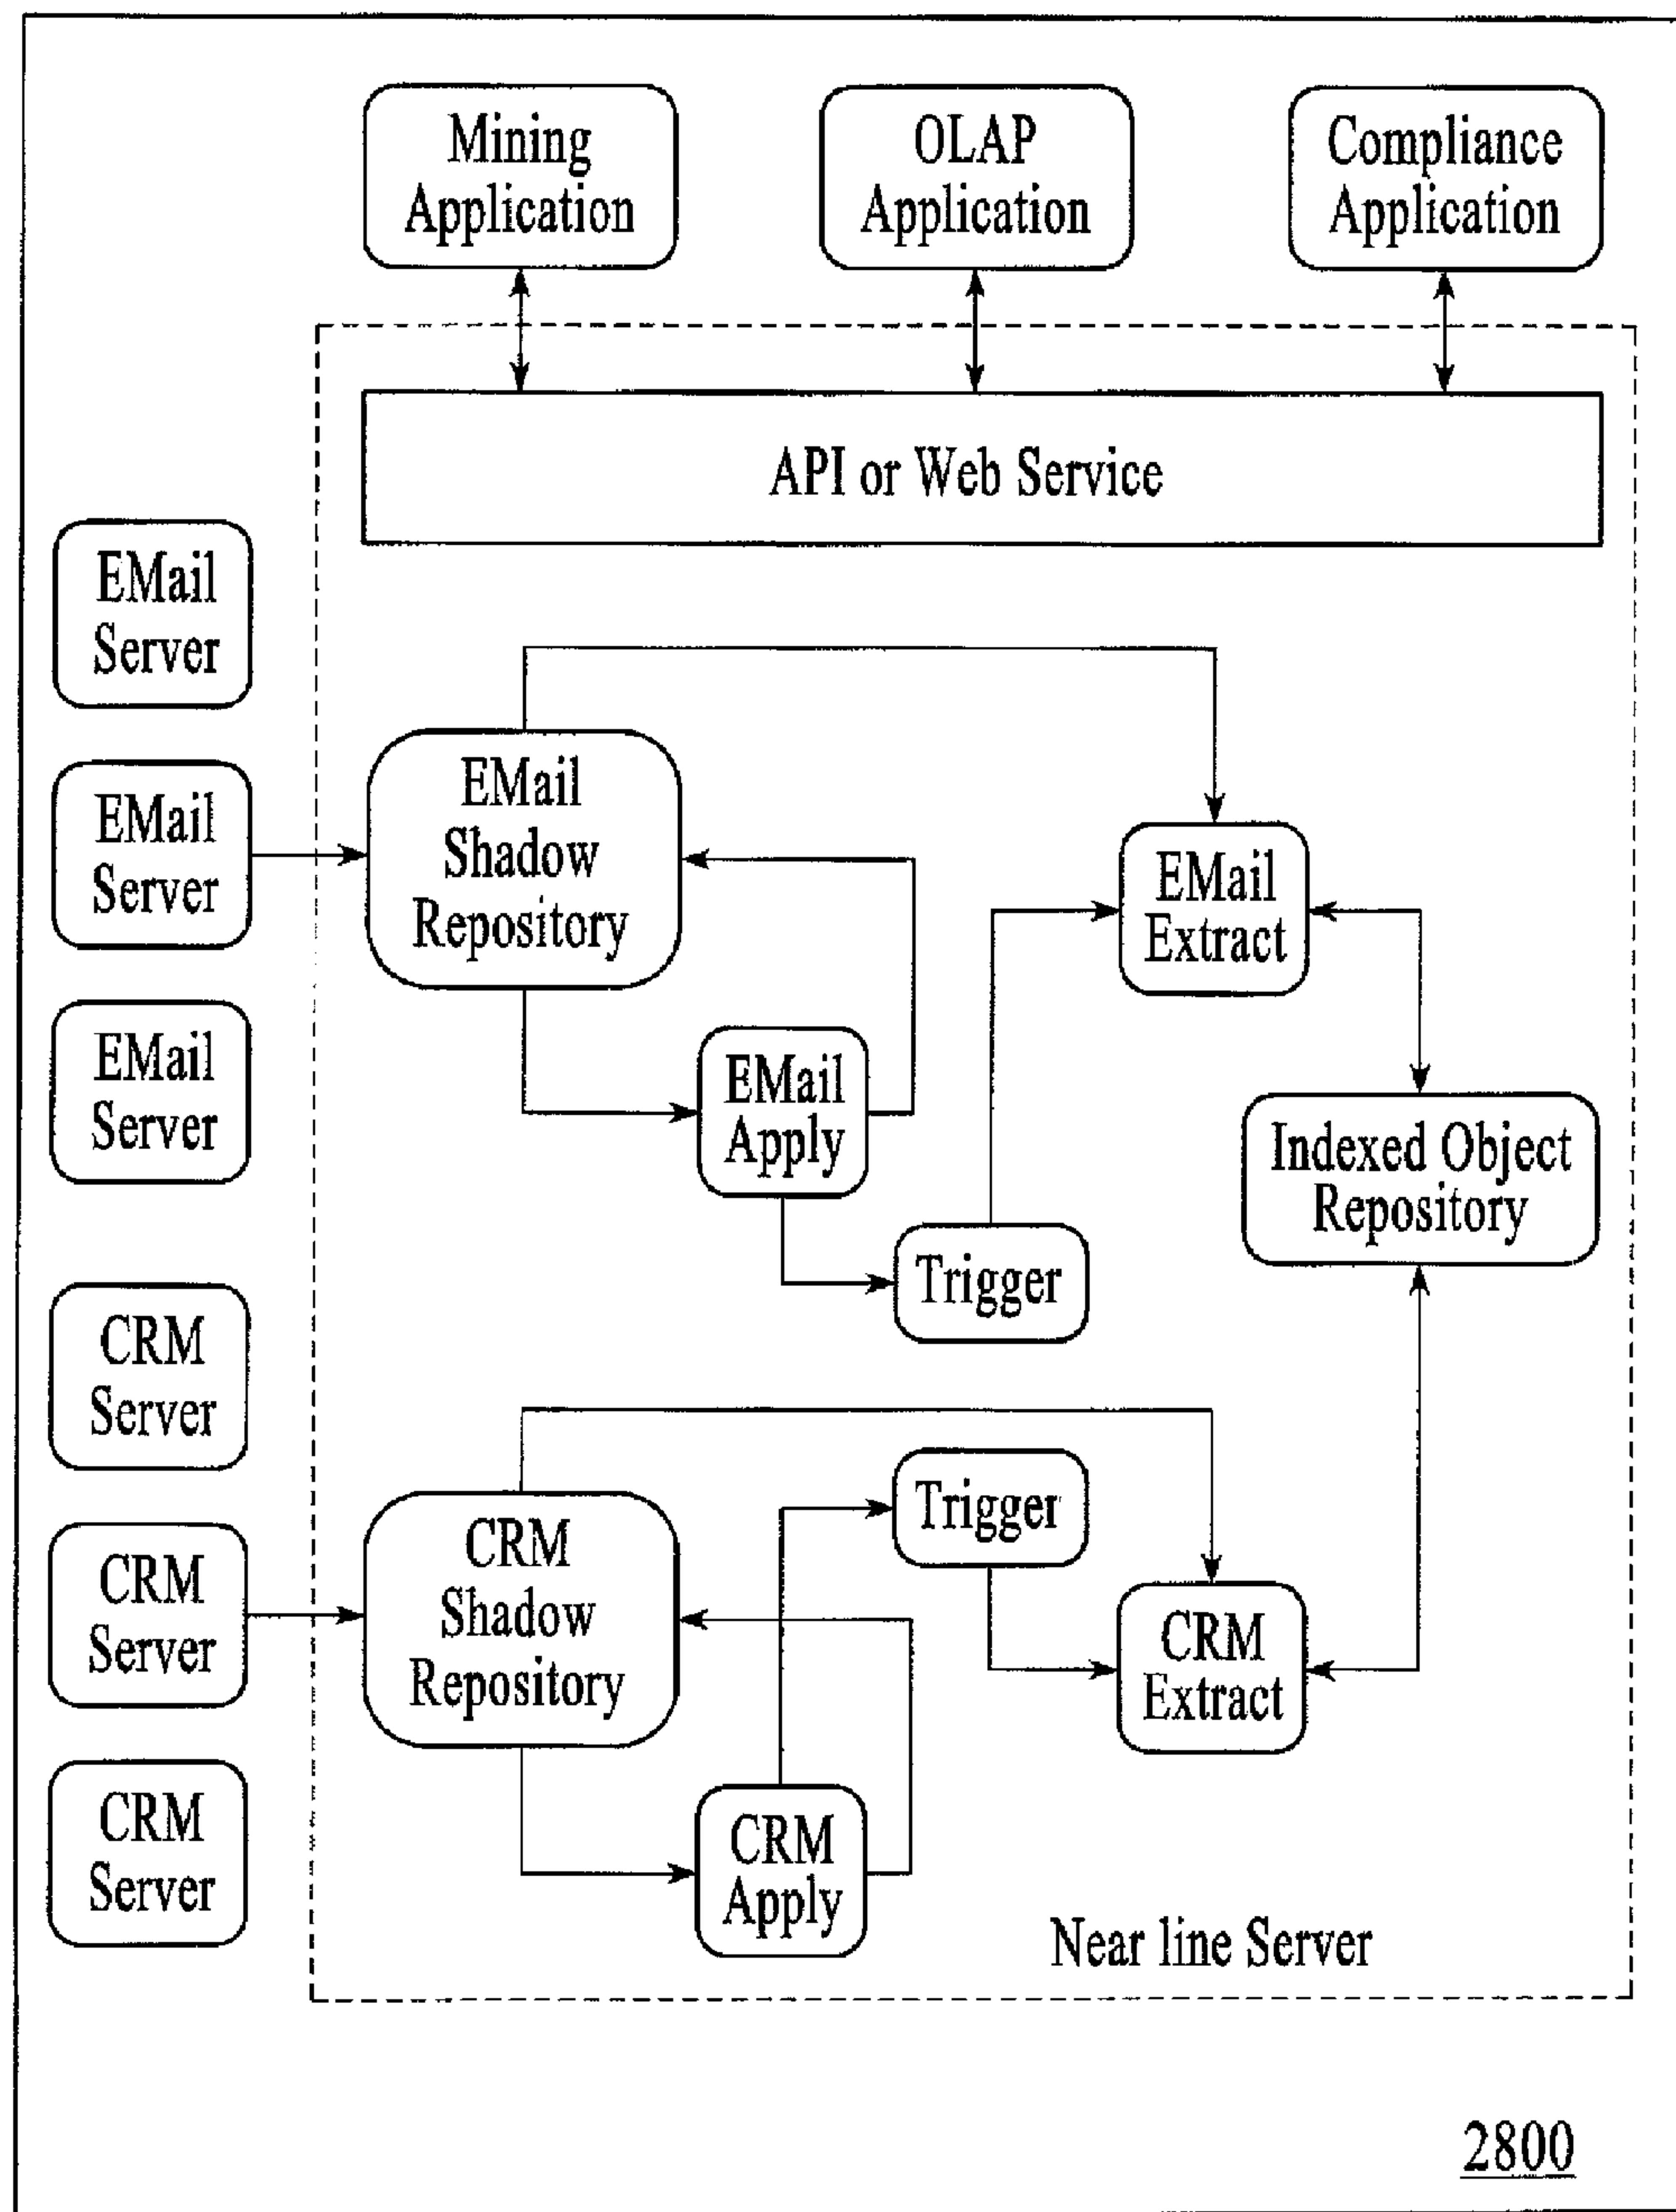 Mining
Application
OLAP
Application
Compliance
Application
API or Web Service
EMail
Server
EMail
Server
EMail
Server
CRM
Server
CRM
Server
CRM
Server
EMail
Shadow
Repository
EMail
Extract
EMail
Apply
Trigger
Indexed Object
Repository
CRM
Shadow
Repository
Trigger
CRM
Extract
CRM
Apply
Near line Server
2800